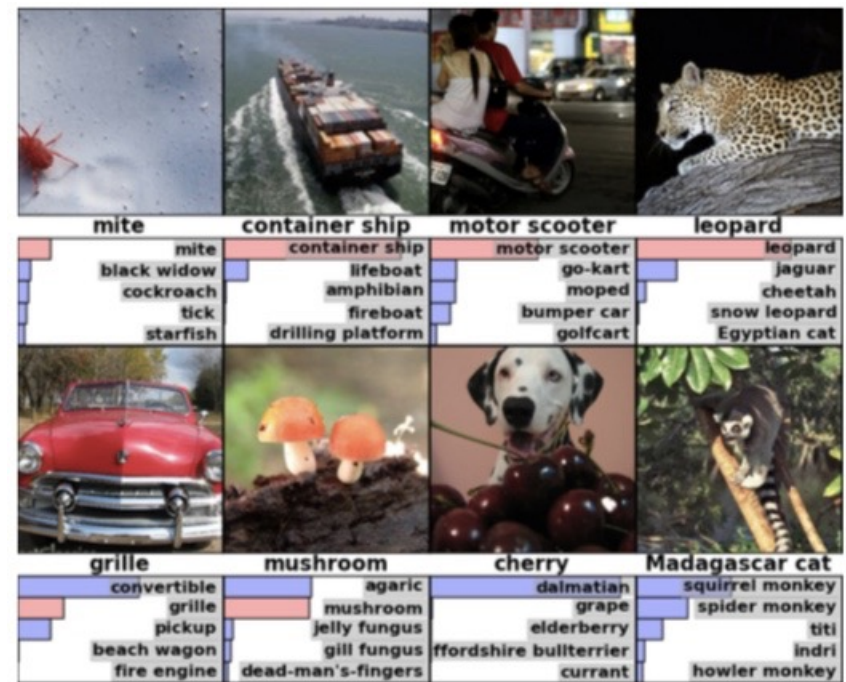 mite
container ship
motor scooter
leopard
mite
black widow
cockroach
tick
starfish
container ship
lifeboat
amphibian
fireboat
drilling platform
motor scooter
go-kart
moped
bumper car
golfcart
leopard
jaguar
cheetah
snow leopard
Egyptian cat
grille
mushroom
cherry
Madagascar cat
convertible
grille
pickup
beach wagon
fire engine
agaric
mushroom
jelly fungus
gill fungus
dead-man's-fingers
dalmatian
grape
elderberry
ffordshire bullterrier
currant
squirrel monkey
spider monkey
titi
indri
howler monkey